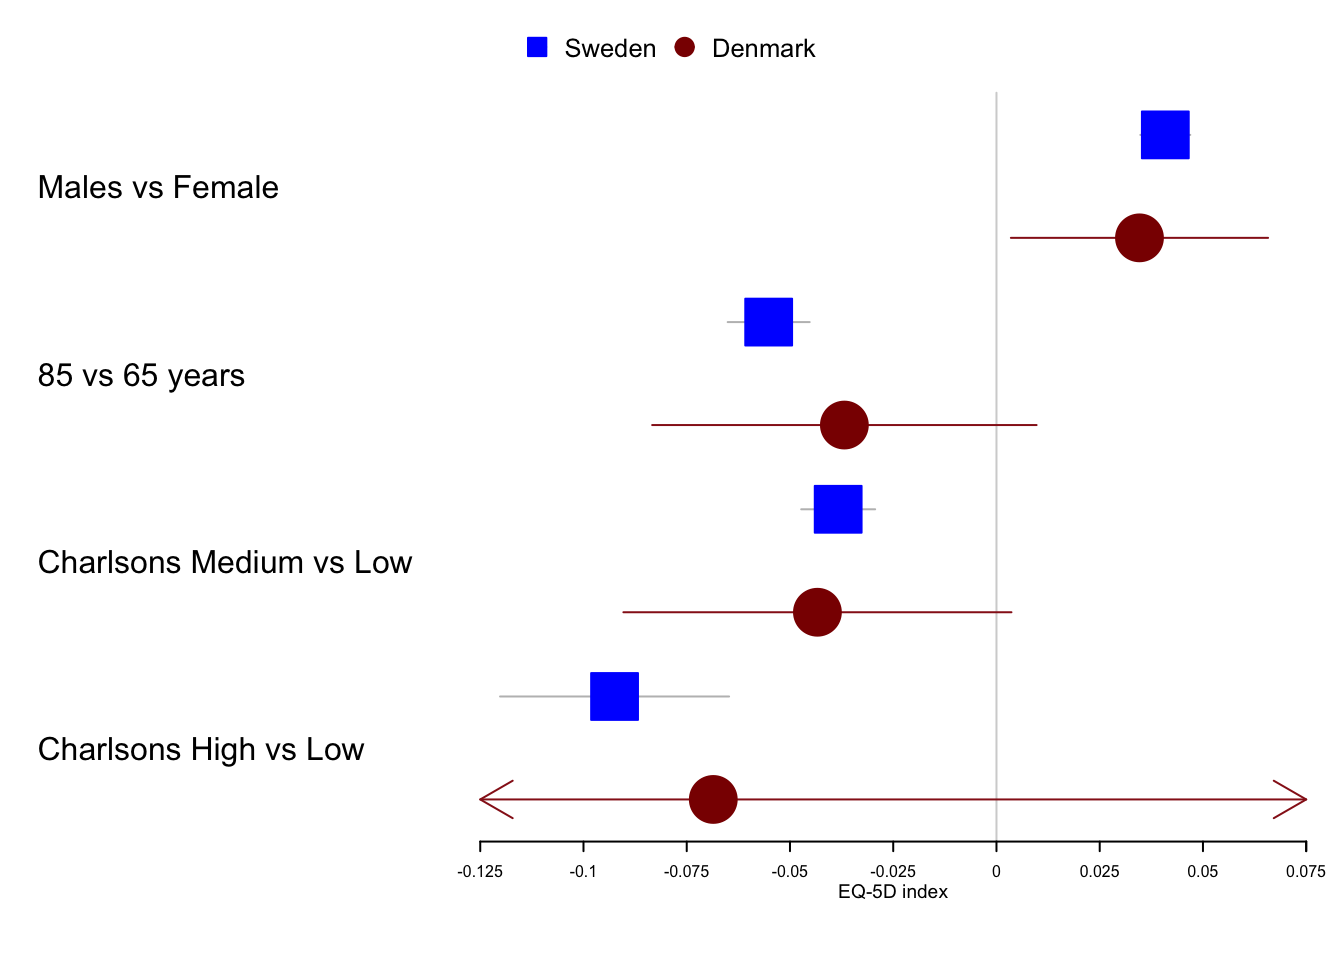 Sweden Denmark
Males vs Female
85 vs 65 years
Charlsons Medium vs Low
Charlsons High vs Low
-0.125 -0.1 -0.075 -0.05 -0.025 0 0.025 0.05 0.075
EQ-5D index